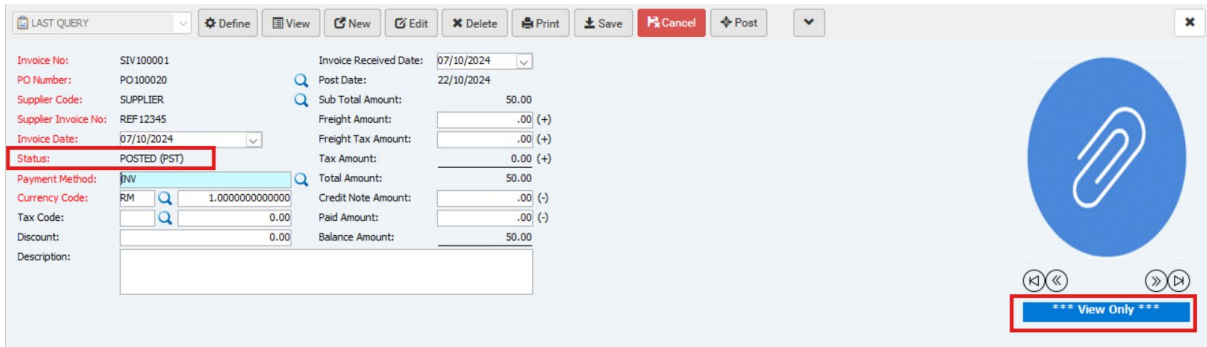 LAST QUERY Define View New Edit Delete Print Save Cancel Post
Invoice No: SIV100001 Invoice Received Date: 07/10/2024
PO Number: PO100020 Post Date: 22/10/2024
Supplier Code: SUPPLIER Sub Total Amount: 50.00
Supplier Invoice No: REF12345 Freight Amount: .00 (+)
Invoice Date: 07/10/2024 Freight Tax Amount: .00 (+)
Status: POSTED (PST) Tax Amount: 0.00 (+)
Payment Method: INV Total Amount: 50.00
Currency Code: RM 1.0000000000000 Credit Note Amount: .00 (-)
Tax Code: 0.00 Paid Amount: .00 (-)
Discount: 0.00 Balance Amount: 50.00
Description:
*** View Only ***